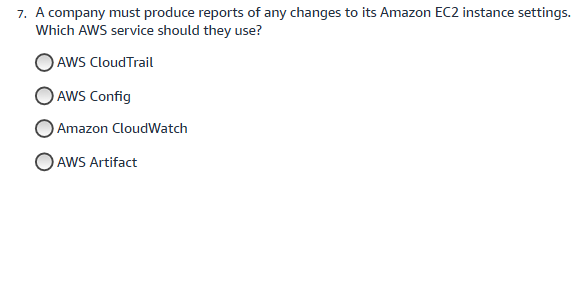 7. A company must produce reports of any changes to its Amazon EC2 instance settings.
Which AWS service should they use?
AWS CloudTrail
AWS Config
Amazon CloudWatch
AWS Artifact